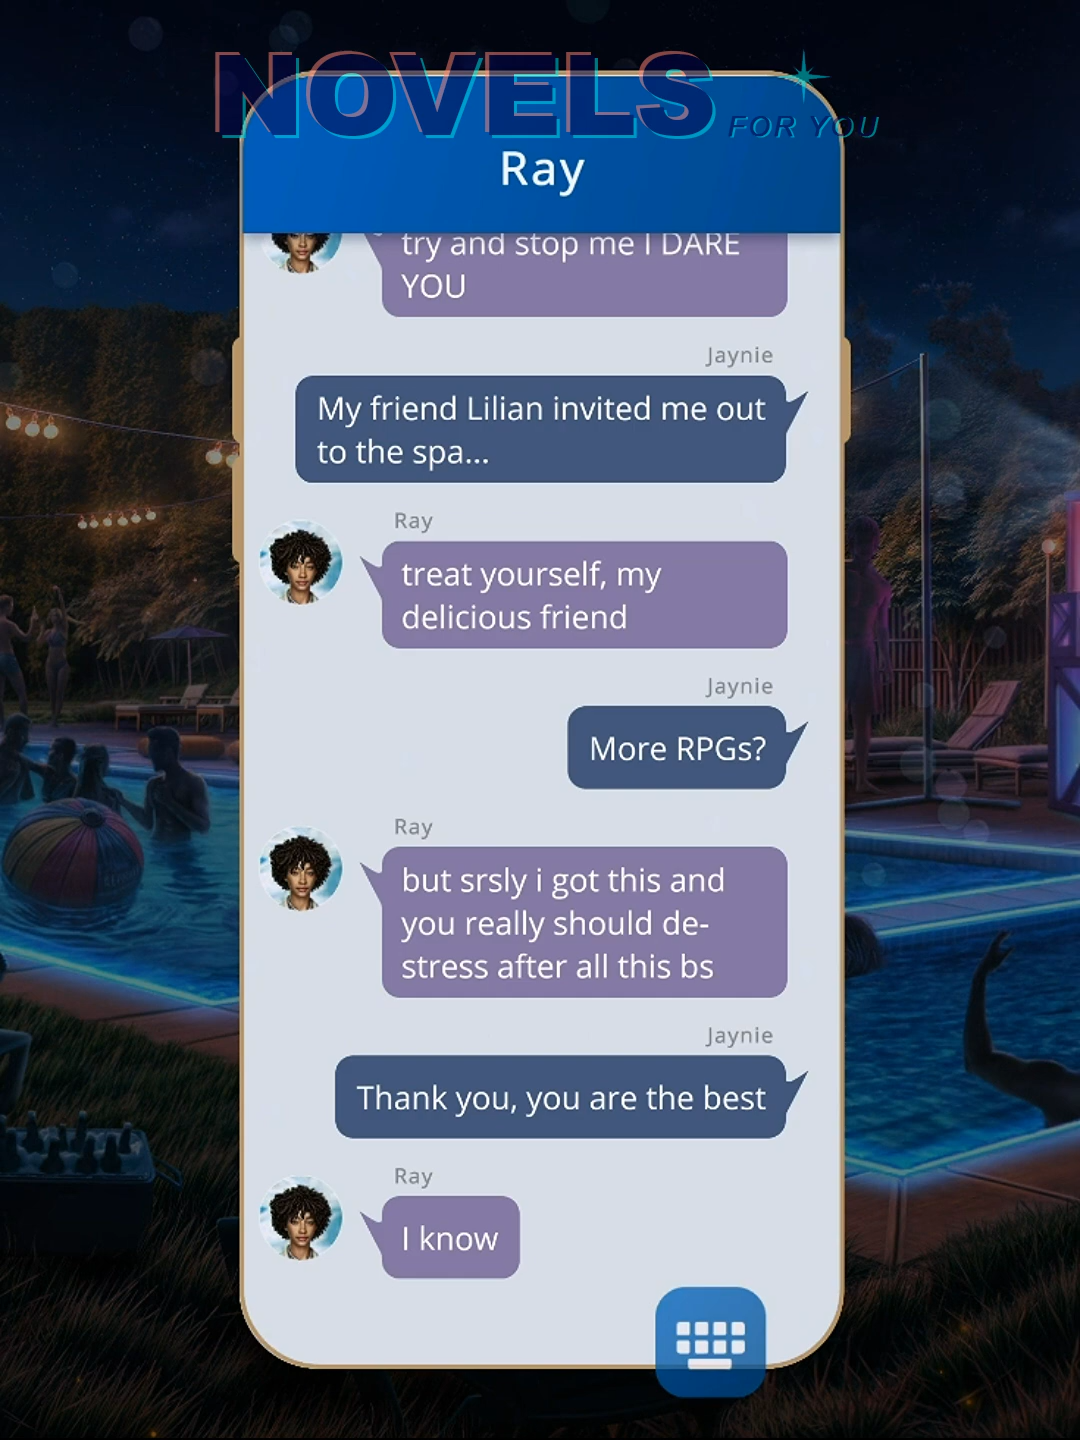 NOVELS FOR YOU
Ray
try and stop me I DARE
YOU
Jaynie
My friend Lilian invited me out
to the spa...
Ray
treat yourself, my
delicious friend
Jaynie
More RPGs?
Ray
but srsly i got this and
you really should de-
stress after all this bs
Jaynie
Thank you, you are the best
Ray
I know